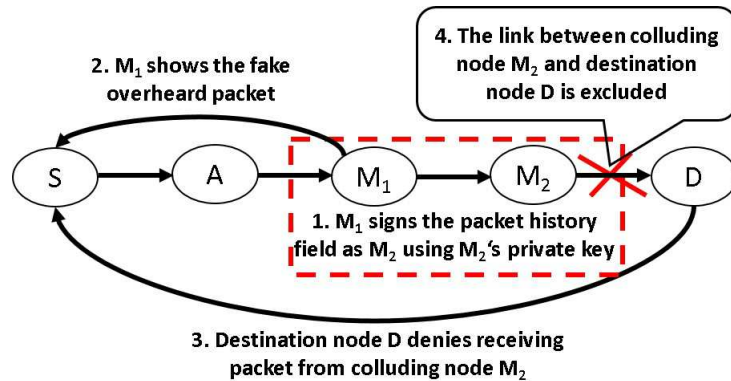 4. The link between colluding
node M₂ and destination
node D is excluded
2. M₁ shows the fake
overheard packet
S
A
M₁
M₂
D
1. M₁ signs the packet history
field as M₂ using M₂‘s private key
3. Destination node D denies receiving
packet from colluding node M₂